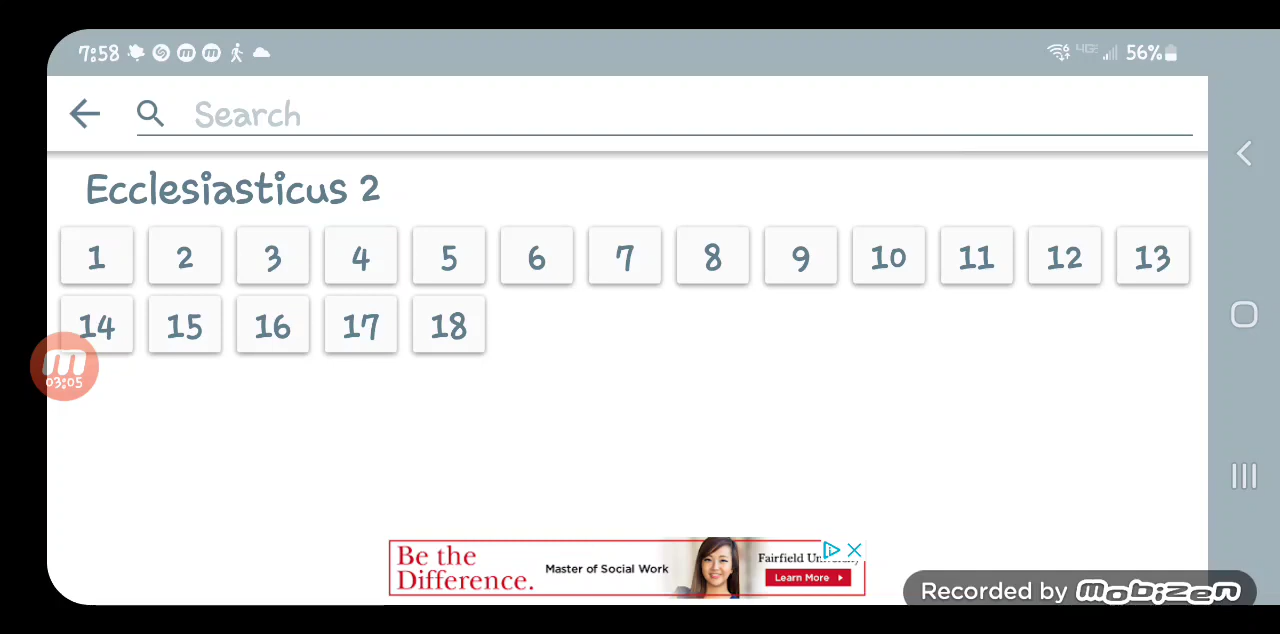 7:58
4GE 56%
Search
Ecclesiasticus 2
1 2 3 4 5 6 7 8 9 10 11 12 13
14 15 16 17 18
m
03:05
Be the
Difference.
Master of Social Work
Fairfield
Learn More
Recorded by mobizen